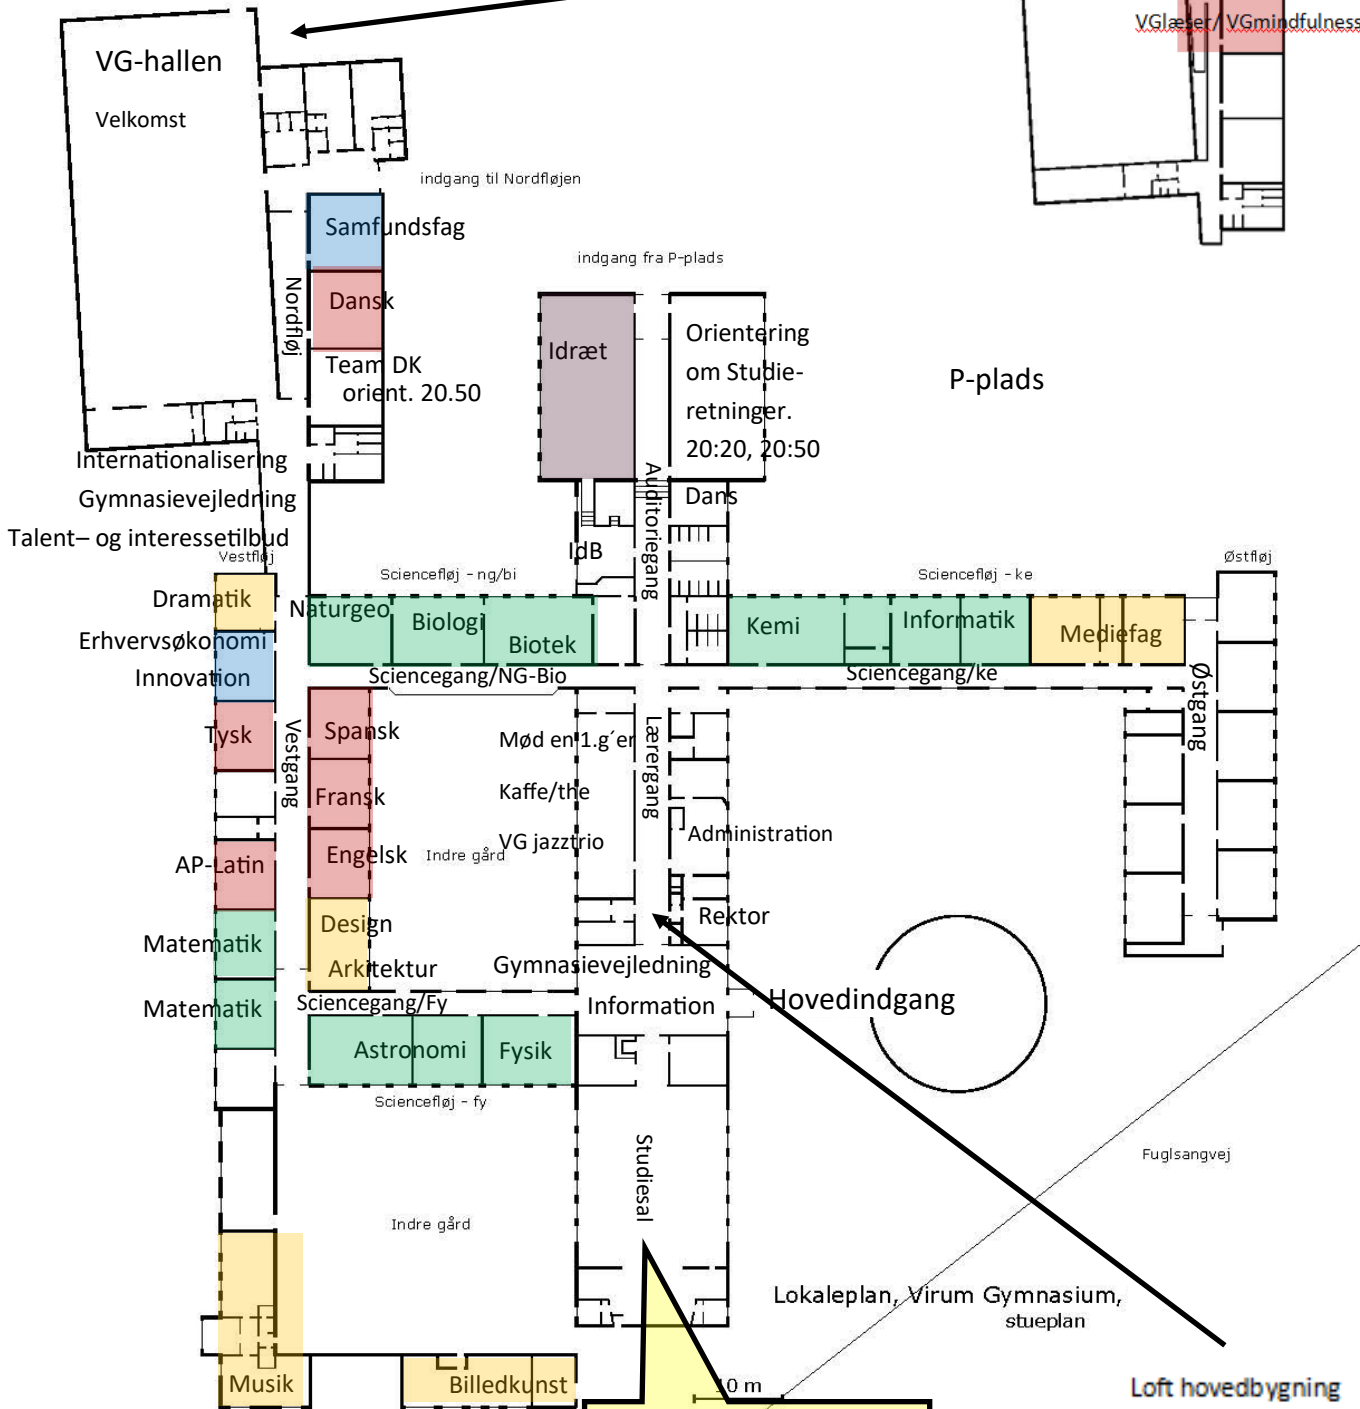 VGlæser/ VGmindfulness
VG-hallen
Velkomst
indgang til Nordfløjen
Samfundsfag
indgang fra P-plads
Nordfløj
Dansk
Idræt
Orientering
om Studie-
retninger.
20:20, 20:50
Team DK
orient. 20.50
P-plads
Internationalisering
Gymnasievejledning
Talent– og interessetilbud
Auditoriegang
Dans
IdB
Vestfløj
Sciencefløj - ng/bi
Sciencefløj - ke
Østfløj
Dramatik
Naturgeo
Biologi
Biotek
Kemi
Informatik
Mediefag
Erhvervsøkonomi
Innovation
Sciencegang/NG-Bio
Sciencegang/ke
Østgang
Tysk
Vestgang
Spansk
Mød en 1.g´er
Lærergang
Fransk
Kaffe/the
VG jazztrio
Administration
AP-Latin
Engelsk
Indre gård
Rektor
Design
Arkitektur
Matematik
Gymnasievejledning
Matematik
Sciencegang/Fy
Information
Hovedindgang
Astronomi
Fysik
Sciencefløj - fy
Studiesal
Fuglsangvej
Indre gård
Lokaleplan, Virum Gymnasium,
stueplan
Musik
Billedkunst
10 m
Loft hovedbygning